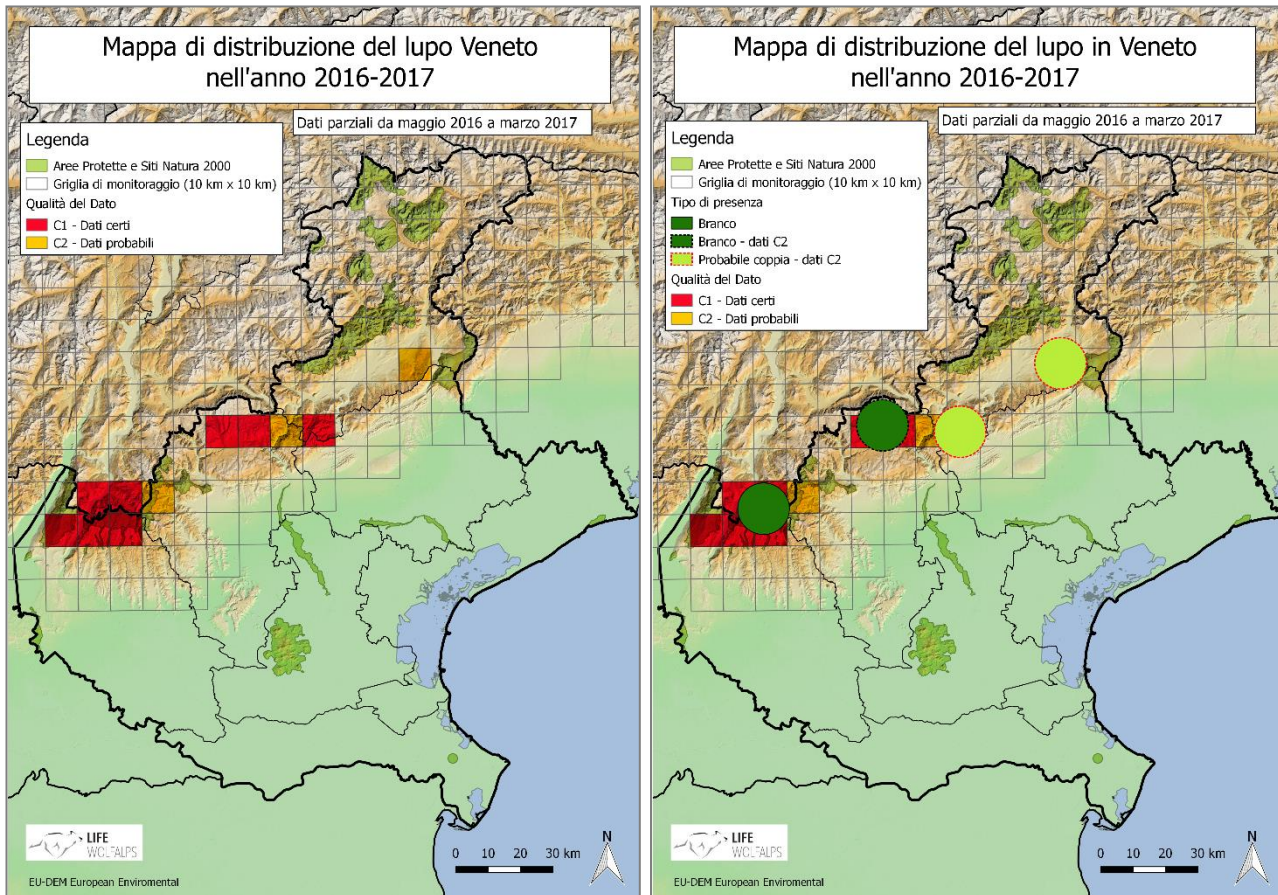 Mappa di distribuzione del lupo Veneto
nell'anno 2016-2017
Dati parziali da maggio 2016 a marzo 2017
Legenda
Aree Protette e Siti Natura 2000
Griglia di monitoraggio (10 km x 10 km)
Qualità del Dato
C1 - Dati certi
C2 - Dati probabili
LIFE
WOLFALPS
0 10 20 30 km
N
EU-DEM European Enviromental
Mappa di distribuzione del lupo in Veneto
nell'anno 2016-2017
Dati parziali da maggio 2016 a marzo 2017
Legenda
Aree Protette e Siti Natura 2000
Griglia di monitoraggio (10 km x 10 km)
Tipo di presenza
Branco
Branco - dati C2
Probabile coppia - dati C2
Qualità del Dato
C1 - Dati certi
C2 - Dati probabili
LIFE
WOLFALPS
0 10 20 30 km
N
EU-DEM European Enviromental